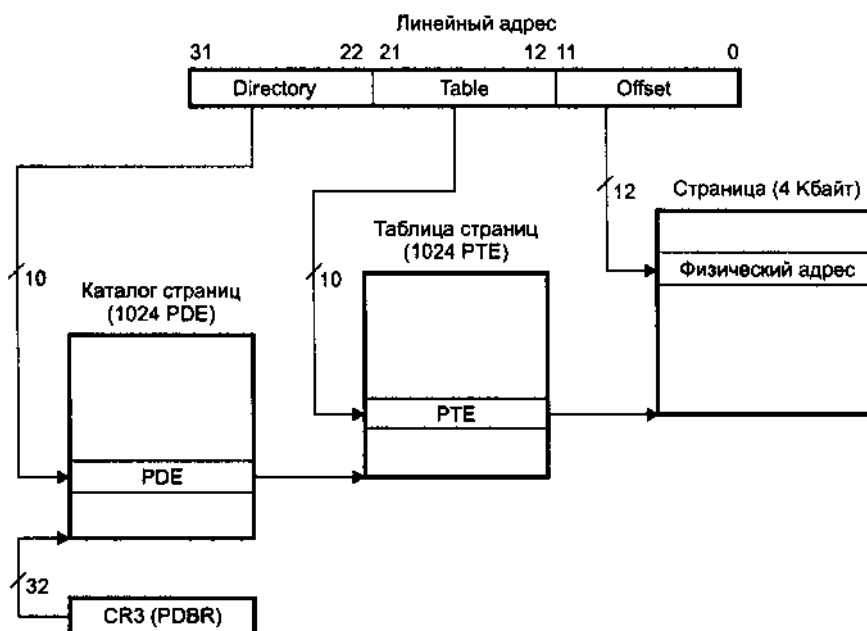 Линейный адрес
31 22 21 12 11 0
Directory Table Offset
12
Страница (4 Кбайт)
Таблица страниц
(1024 PTE)
Физический адрес
10
10
Каталог страниц
(1024 PDE)
PTE
PDE
32
CR3 (PDBR)